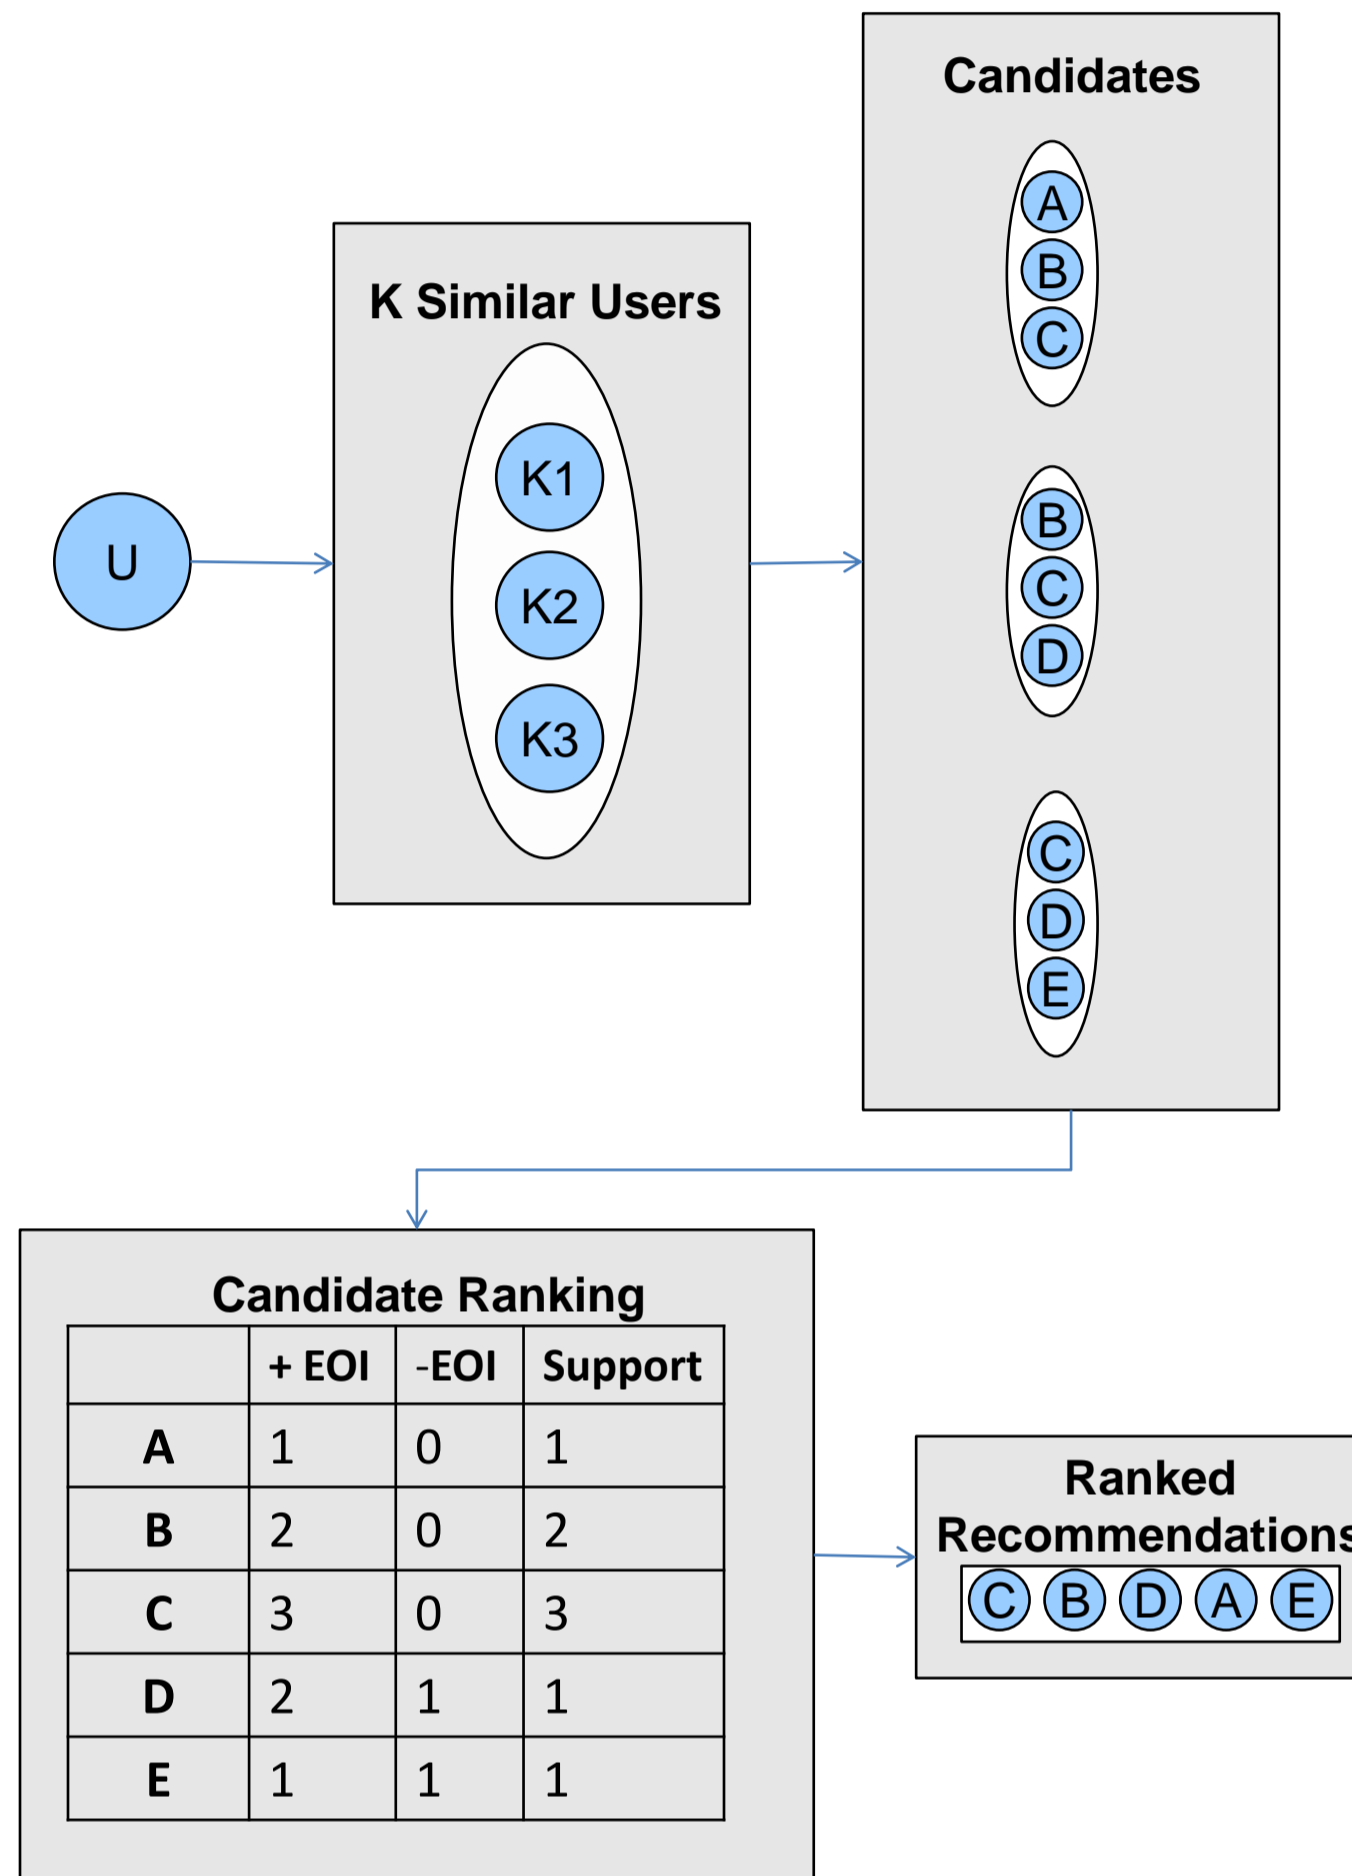 Candidates
A
B
C
K Similar Users
K1
B
C
U
K2
D
K3
C
D
E
Candidate Ranking
+ EOI -EOI Support
A 1 0 1
B 2 0 2
C 3 0 3
D 2 1 1
E 1 1 1
Ranked
Recommendations
C B D A E